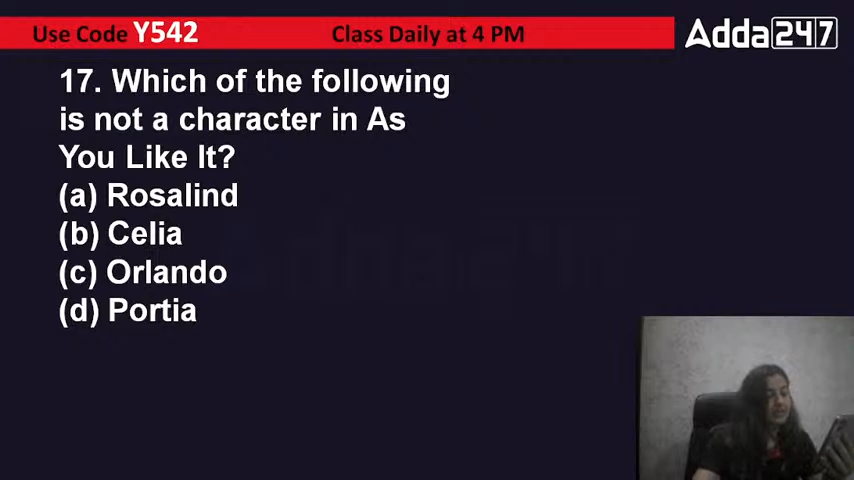 Use Code Y542 Class Daily at 4 PM Adda247
17. Which of the following
is not a character in As
You Like It?
(a) Rosalind
(b) Celia
(c) Orlando
(d) Portia